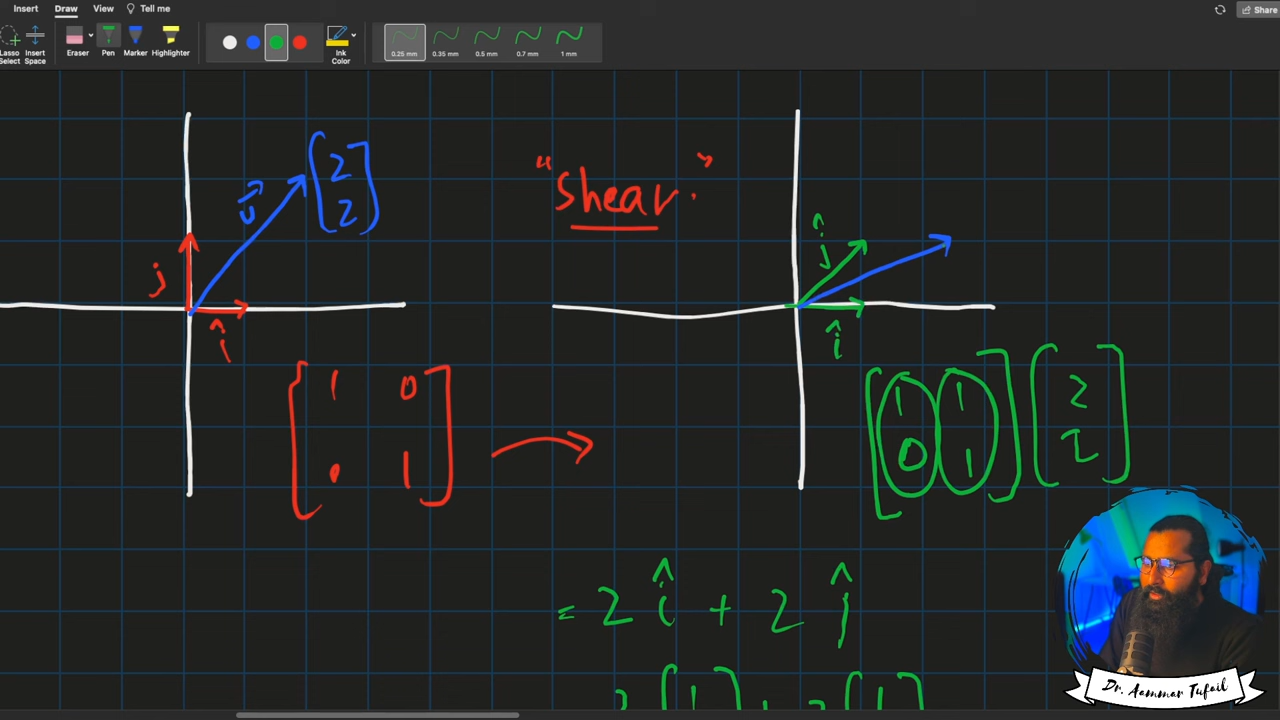 Insert Draw View Tell me Share
Lasso Select
Insert Space
Eraser
Pen
Marker
Highlighter
Ink Color
0.25 mm 0.35 mm 0.5 mm 0.7 mm 1 mm
2
2
"Shear."
j
î
ĵ
î
1 0
0 1
1 1 2
0 1 2
= 2 î + 2 ĵ
Dr. Aammar Tufail